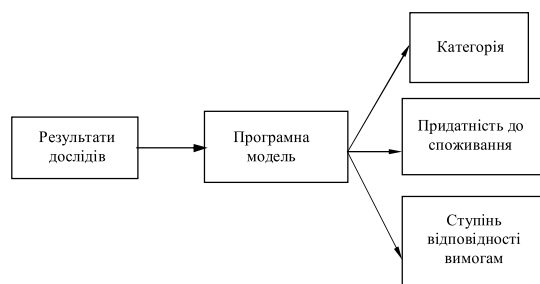 Категорія
Результати
дослідів
Програмна
модель
Придатність до
споживання
Ступінь
відповідності
вимогам